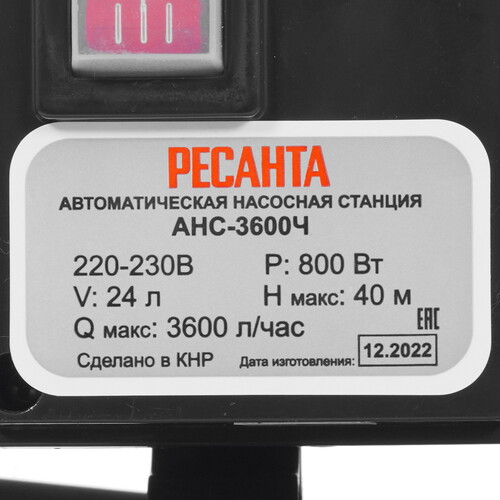 РЕСАНТА
АВТОМАТИЧЕСКАЯ НАСОСНАЯ СТАНЦИЯ
АНС-3600Ч
220-230В P: 800 Вт
V: 24 л H макс: 40 м
Q макс: 3600 л/час EAC
Сделано в КНР Дата изготовления: 12.2022